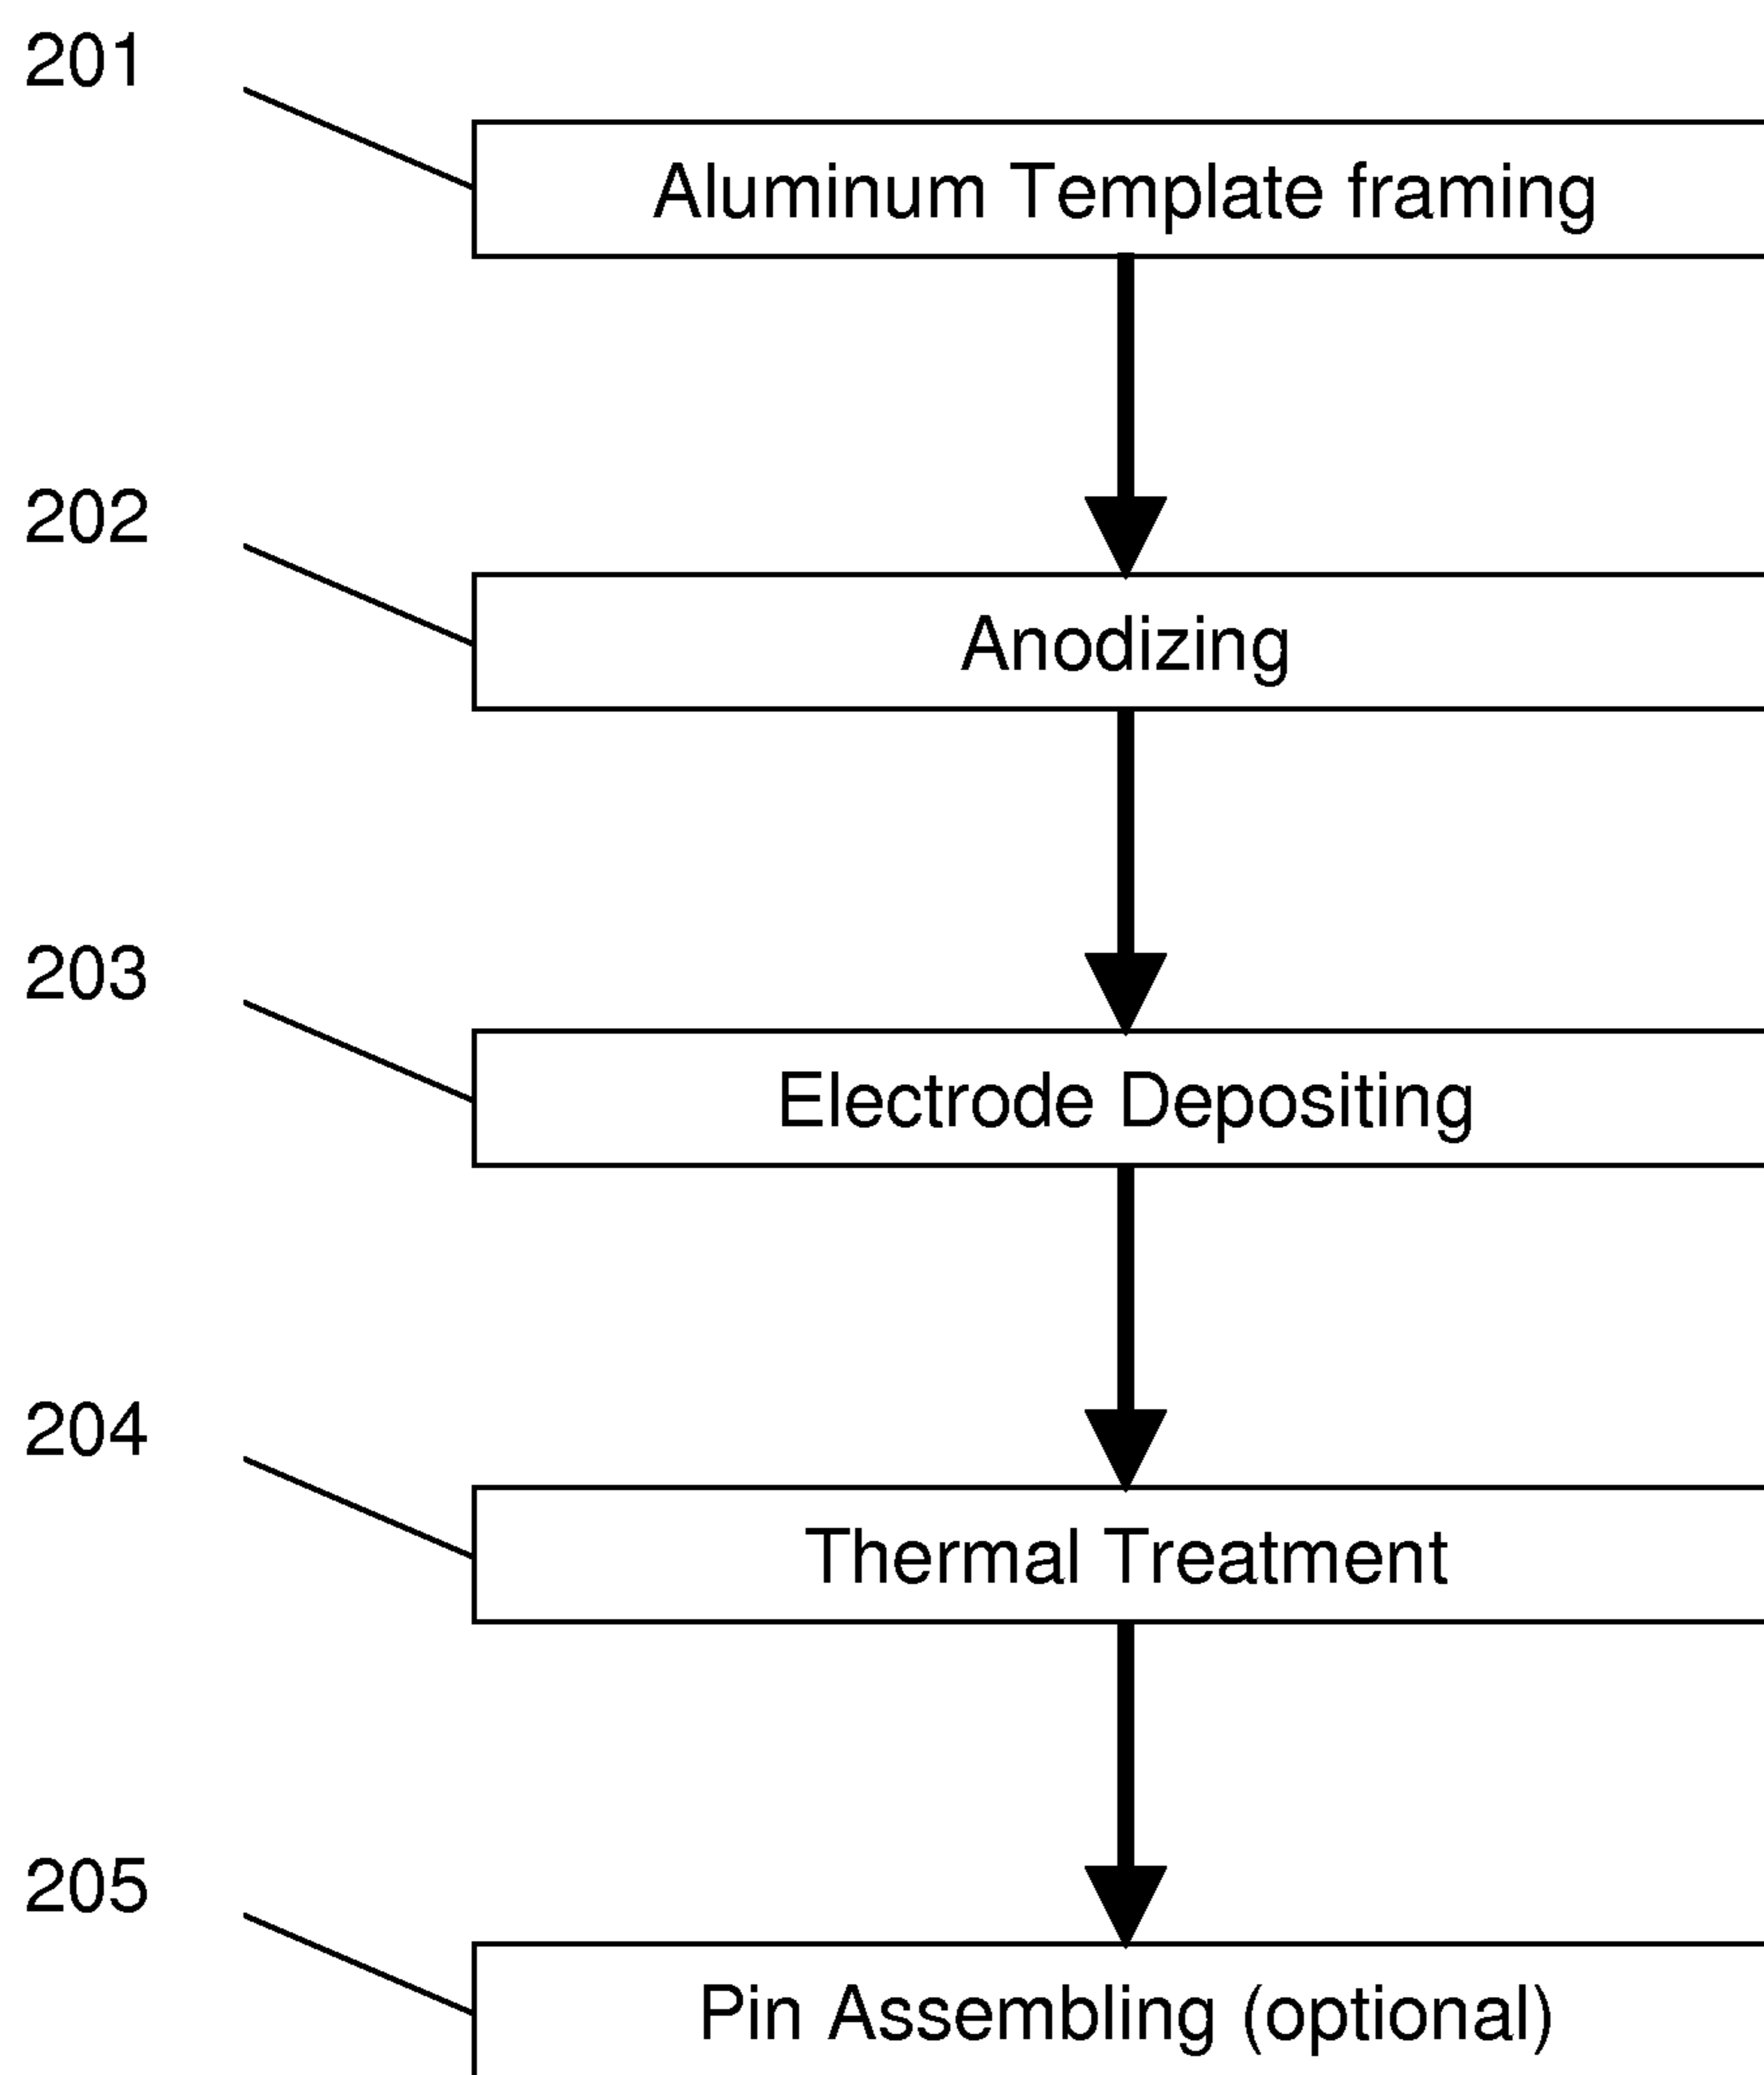 201
Aluminum Template framing
202
Anodizing
203
Electrode Depositing
204
Thermal Treatment
205
Pin Assembling (optional)